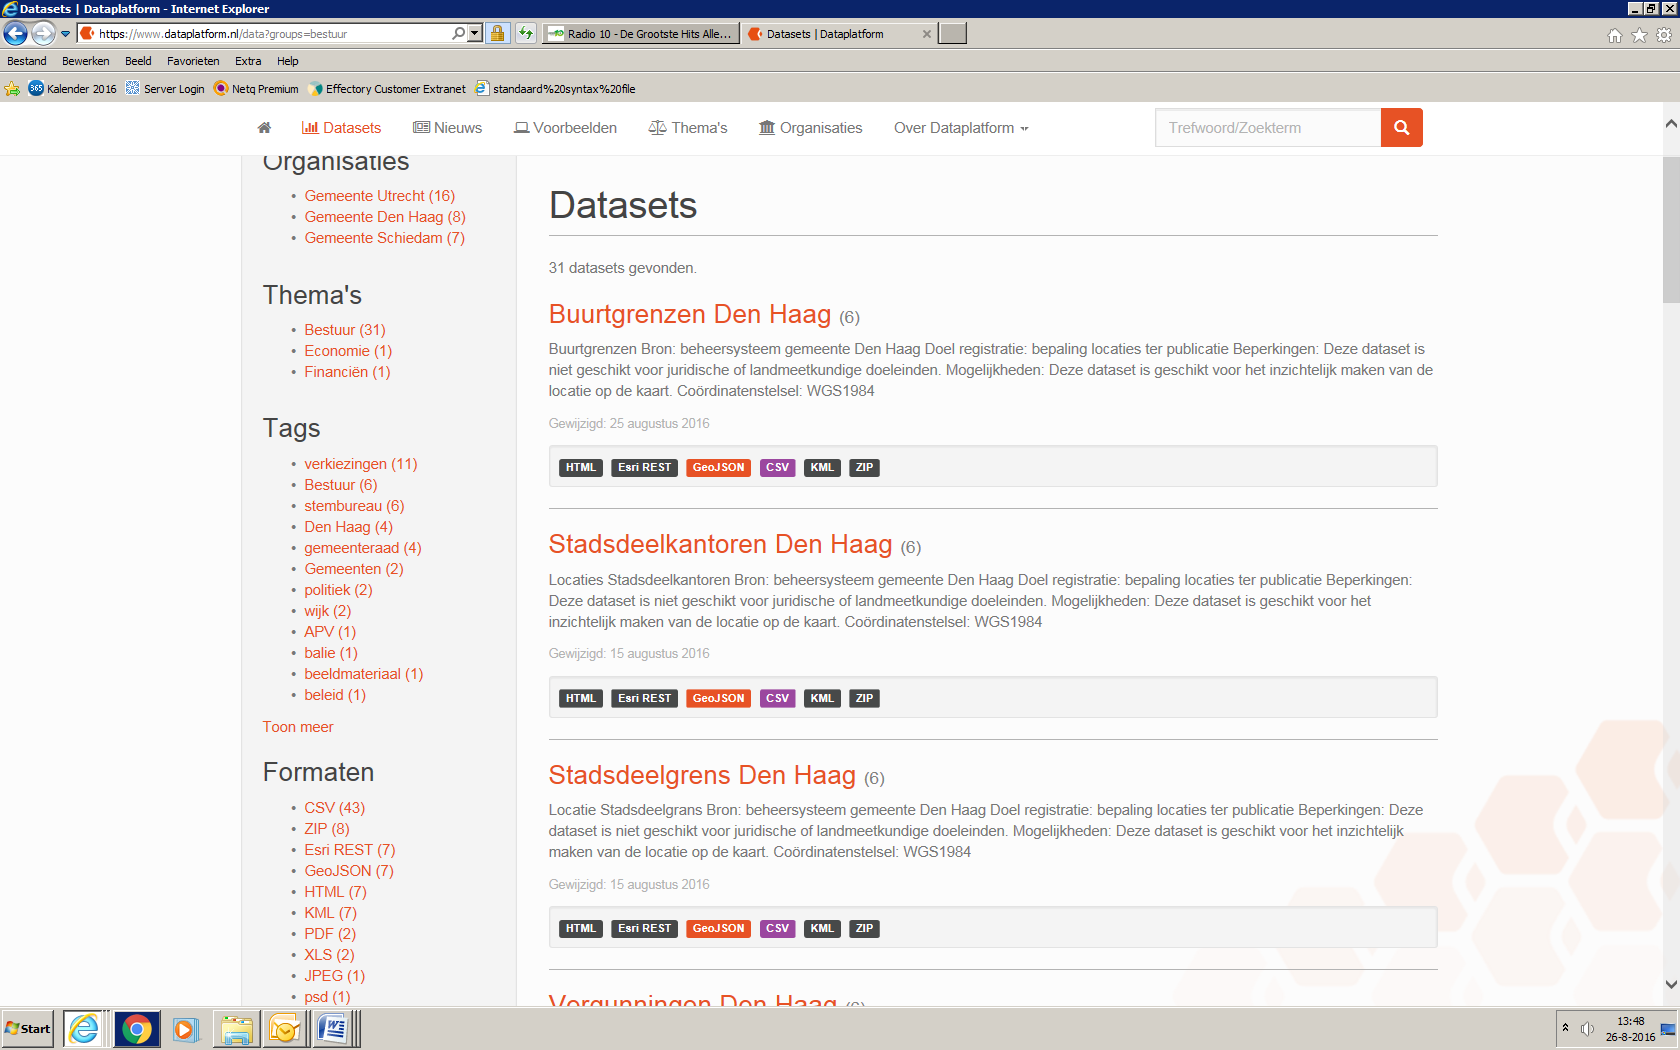 Datasets | Dataplatform - Internet Explorer
https://www.dataplatform.nl/data?groups=bestuur
Radio 10 - De Grootste Hits Alle...
Datasets | Dataplatform
Bestand Bewerken Beeld Favorieten Extra Help
365 Kalender 2016 Server Login Netq Premium Effectory Customer Extranet standaard%20syntax%20file
Datasets Nieuws Voorbeelden Thema's Organisaties Over Dataplatform Trefwoord/Zoekterm
Organisaties
• Gemeente Utrecht (16)
• Gemeente Den Haag (8)
• Gemeente Schiedam (7)
Thema's
• Bestuur (31)
• Economie (1)
• Financiën (1)
Tags
• verkiezingen (11)
• Bestuur (6)
• stembureau (6)
• Den Haag (4)
• gemeenteraad (4)
• Gemeenten (2)
• politiek (2)
• wijk (2)
• APV (1)
• balie (1)
• beeldmateriaal (1)
• beleid (1)
Toon meer
Formaten
• CSV (43)
• ZIP (8)
• Esri REST (7)
• GeoJSON (7)
• HTML (7)
• KML (7)
• PDF (2)
• XLS (2)
• JPEG (1)
• psd (1)
Datasets
31 datasets gevonden.
Buurtgrenzen Den Haag (6)
Buurtgrenzen Bron: beheersysteem gemeente Den Haag Doel registratie: bepaling locaties ter publicatie Beperkingen: Deze dataset is
niet geschikt voor juridische of landmeetkundige doeleinden. Mogelijkheden: Deze dataset is geschikt voor het inzichtelijk maken van de
locatie op de kaart. Coördinatenstelsel: WGS1984
Gewijzigd: 25 augustus 2016
HTML Esri REST GeoJSON CSV KML ZIP
Stadsdeelkantoren Den Haag (6)
Locaties Stadsdeelkantoren Bron: beheersysteem gemeente Den Haag Doel registratie: bepaling locaties ter publicatie Beperkingen:
Deze dataset is niet geschikt voor juridische of landmeetkundige doeleinden. Mogelijkheden: Deze dataset is geschikt voor het
inzichtelijk maken van de locatie op de kaart. Coördinatenstelsel: WGS1984
Gewijzigd: 15 augustus 2016
HTML Esri REST GeoJSON CSV KML ZIP
Stadsdeelgrens Den Haag (6)
Locatie Stadsdeelgrans Bron: beheersysteem gemeente Den Haag Doel registratie: bepaling locaties ter publicatie Beperkingen: Deze
dataset is niet geschikt voor juridische of landmeetkundige doeleinden. Mogelijkheden: Deze dataset is geschikt voor het inzichtelijk
maken van de locatie op de kaart. Coördinatenstelsel: WGS1984
Gewijzigd: 15 augustus 2016
HTML Esri REST GeoJSON CSV KML ZIP
Vergunningen Den Haag (6)
Start
13:48
26-8-2016